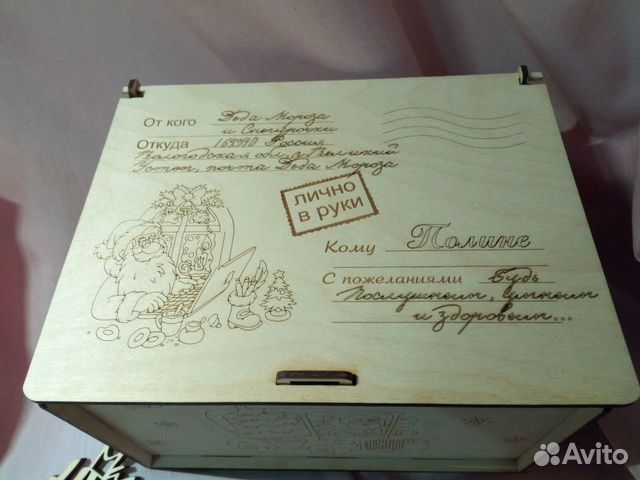 От кого Деда Мороза
и Снегурочки
Откуда 162390 Россия
Вологодская обл. г. Великий
Устюг почта Деда Мороза
ЛИЧНО
В РУКИ
Кому Полине
С пожеланиями Будь
Послушным, умным
и здоровым...
Avito